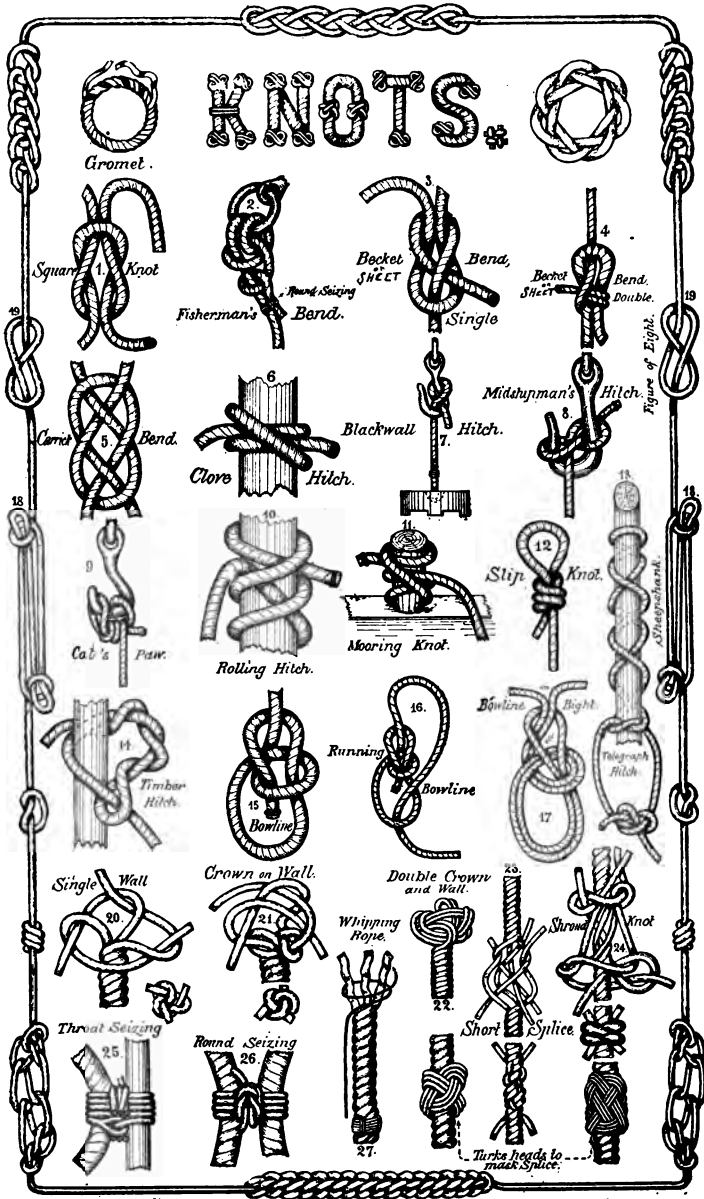 KNOTS.
Gromet.
Square 1. Knot
2.
Round Seizing
Fisherman's Bend.
3.
Becket Bend,
or
SHEET
Single
4
Becket Bend.
or
SHEET Double.
19
19
Figure of Eight.
Carrick 5. Bend.
6
Clove Hitch.
Blackwall Hitch.
7.
Midshipman's Hitch.
8.
18
18.
9
Cat's Paw.
10.
Rolling Hitch.
11.
Mooring Knot.
12
Slip Knot.
13.
Sheepshank.
Telegraph
Hitch.
14.
Timber
Hitch.
15
Bowline
16.
Running
Bowline
Bowline Bight.
17
Single Wall
20.
Crown on Wall.
21.
Double Crown
and Wall.
22.
Whipping
Rope.
27.
23.
Short Splice.
Shroud Knot
24.
Throat Seizing
25.
Round Seizing
26.
Turks heads to
mask Splice.